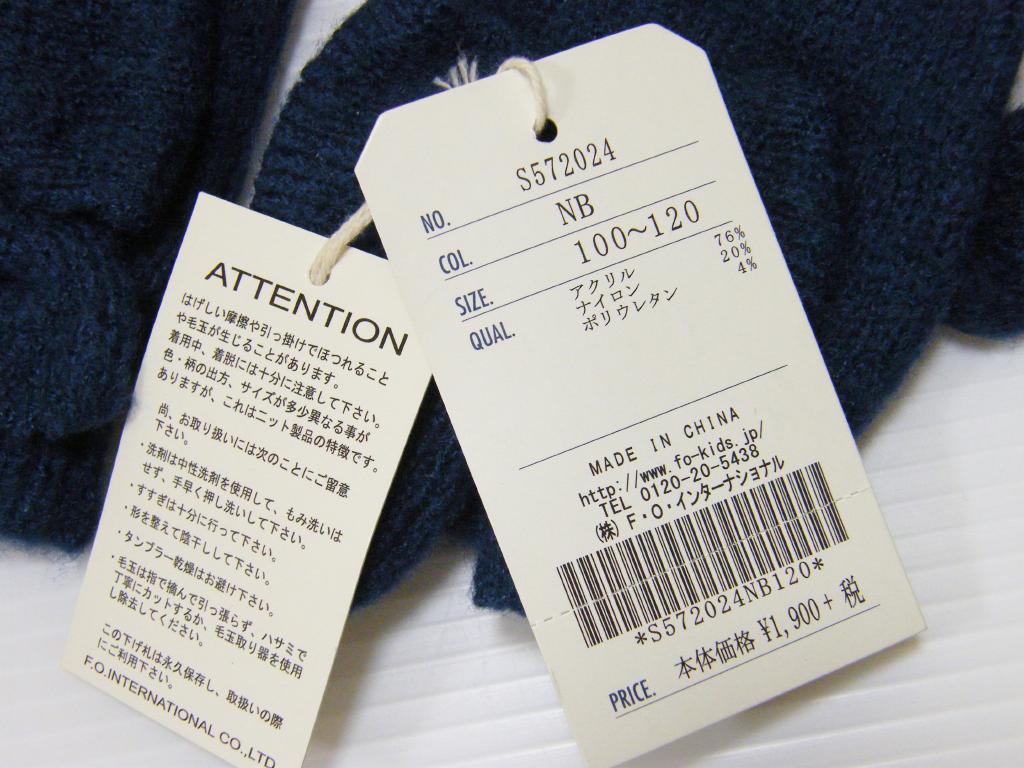 ATTENTION
はげしい摩擦や引っ掛けでほつれること
や毛玉が生じることがあります。
着用中、着脱には十分に注意して下さい。
色・柄の出方、サイズが多少異なる事が
ありますが、これはニット製品の特徴です。
尚、お取り扱いには次のことにご留意
下さい。
・洗剤は中性洗剤を使用して、もみ洗いは
せず、手早く押し洗いして下さい。
・すすぎは十分に行って下さい。
・形を整えて陰干しして下さい。
・タンブラー乾燥はお避け下さい。
・毛玉は指で摘んで引っ張らず、ハサミで
丁寧にカットするか、毛玉取り器を使用
し除去してください。
この下げ札は永久保存し、取扱いの際
にご利用下さい。
F.O.INTERNATIONAL CO.,LTD
NO. S572024
COL. NB
SIZE. 100~120
QUAL. アクリル 76%
ナイロン 20%
ポリウレタン 4%
MADE IN CHINA
http://www.fo-kids.jp/
TEL 0120-20-5438
(株) F・O・インターナショナル
*S572024NB120*
PRICE. 本体価格 ¥1,900+ 税